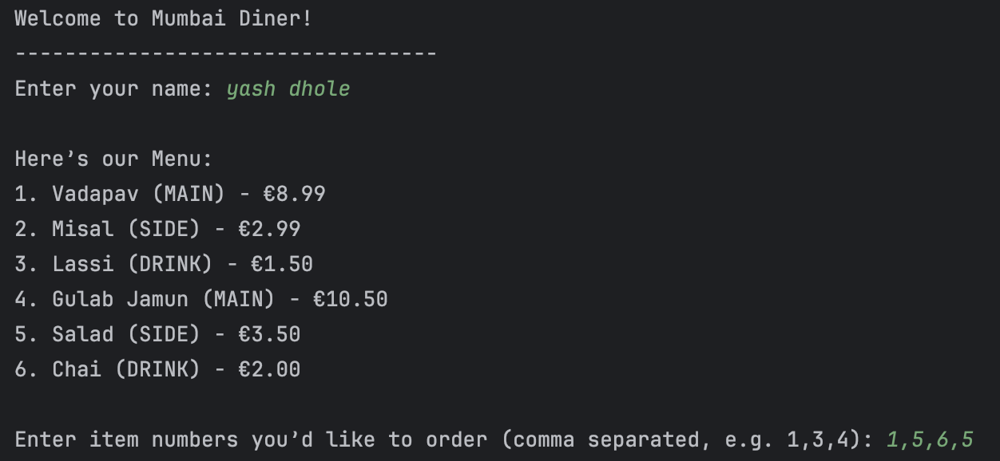 Welcome to Mumbai Diner!
----------------------------------
Enter your name: yash dhole
Here’s our Menu:
1. Vadapav (MAIN) - €8.99
2. Misal (SIDE) - €2.99
3. Lassi (DRINK) - €1.50
4. Gulab Jamun (MAIN) - €10.50
5. Salad (SIDE) - €3.50
6. Chai (DRINK) - €2.00
Enter item numbers you’d like to order (comma separated, e.g. 1,3,4): 1,5,6,5